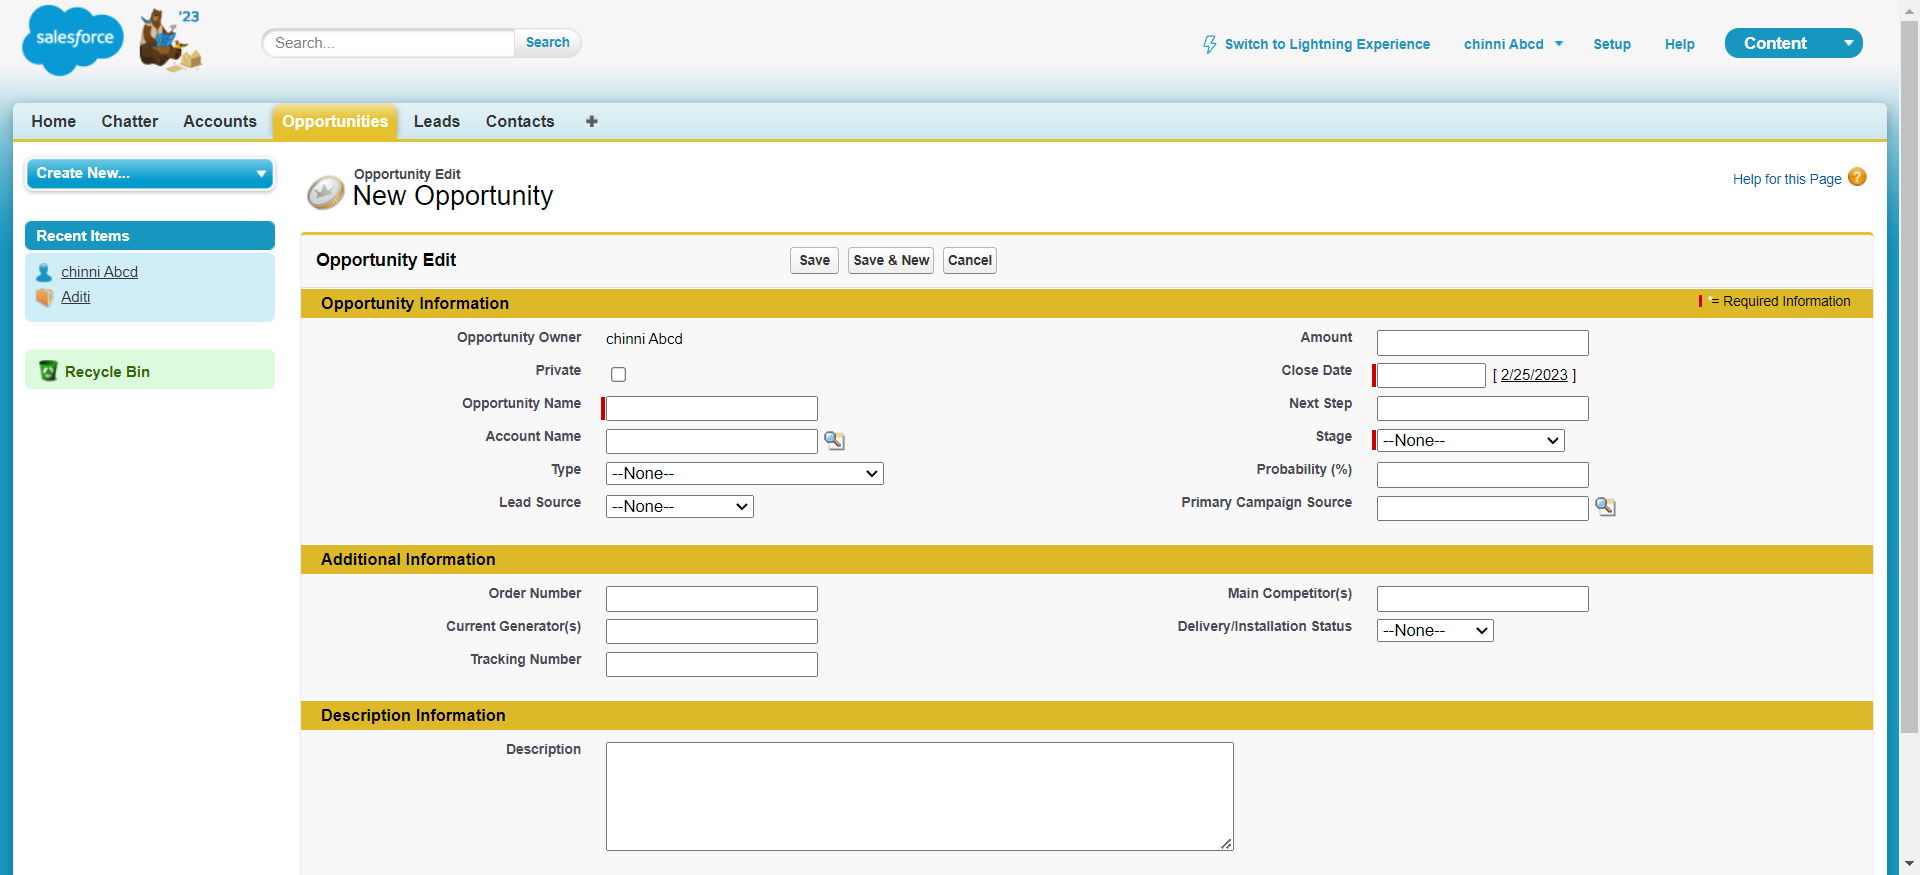 salesforce
'23
Search...
Search
Switch to Lightning Experience
chinni Abcd
Setup
Help
Content
Home
Chatter
Accounts
Opportunities
Leads
Contacts
+
Create New...
Recent Items
chinni Abcd
Aditi
Recycle Bin
Opportunity Edit
New Opportunity
Help for this Page ?
Opportunity Edit
Save
Save & New
Cancel
Opportunity Information
*= Required Information
Opportunity Owner
chinni Abcd
Amount
Private
Close Date
[ 2/25/2023 ]
Opportunity Name
Next Step
Account Name
Stage
--None--
Type
--None--
Probability (%)
Lead Source
--None--
Primary Campaign Source
Additional Information
Order Number
Main Competitor(s)
Current Generator(s)
Delivery/Installation Status
--None--
Tracking Number
Description Information
Description